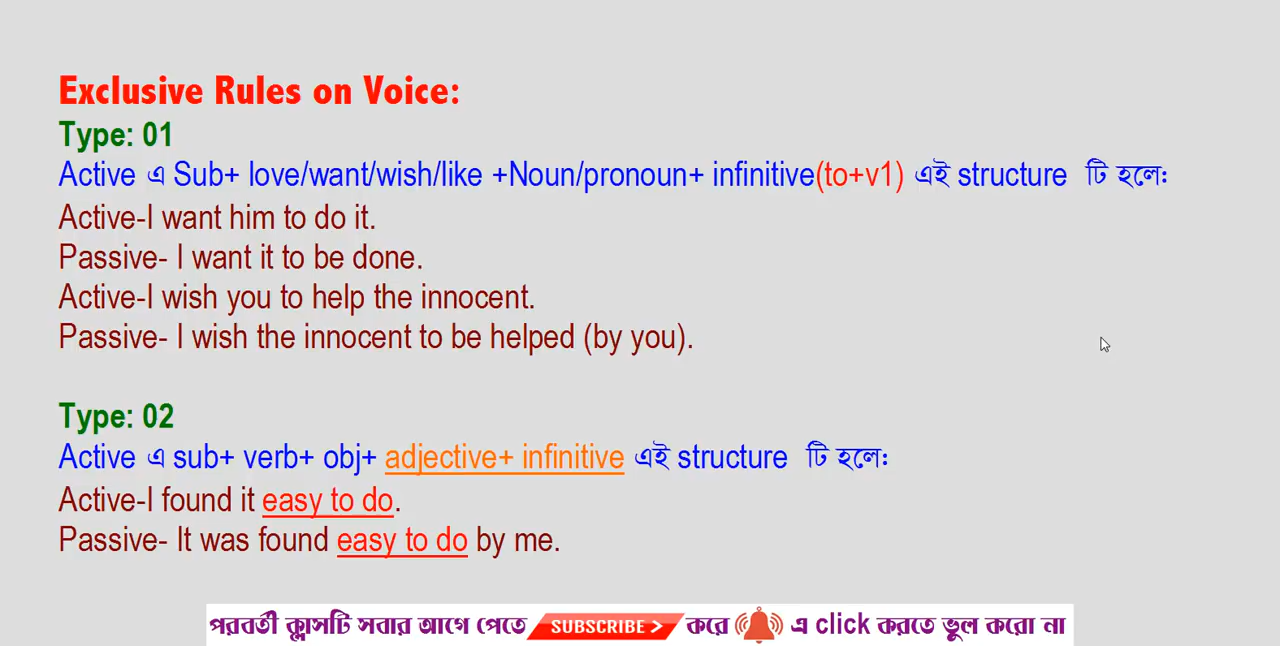 Exclusive Rules on Voice:
Type: 01
Active এ Sub+ love/want/wish/like +Noun/pronoun+ infinitive(to+v1) এই structure টি হলেঃ
Active-I want him to do it.
Passive- I want it to be done.
Active-I wish you to help the innocent.
Passive- I wish the innocent to be helped (by you).
Type: 02
Active এ sub+ verb+ obj+ adjective+ infinitive এই structure টি হলেঃ
Active-I found it easy to do.
Passive- It was found easy to do by me.
পরবর্তী ক্লাসটি সবার আগে পেতে SUBSCRIBE > করে এ click করতে ভুল করো না